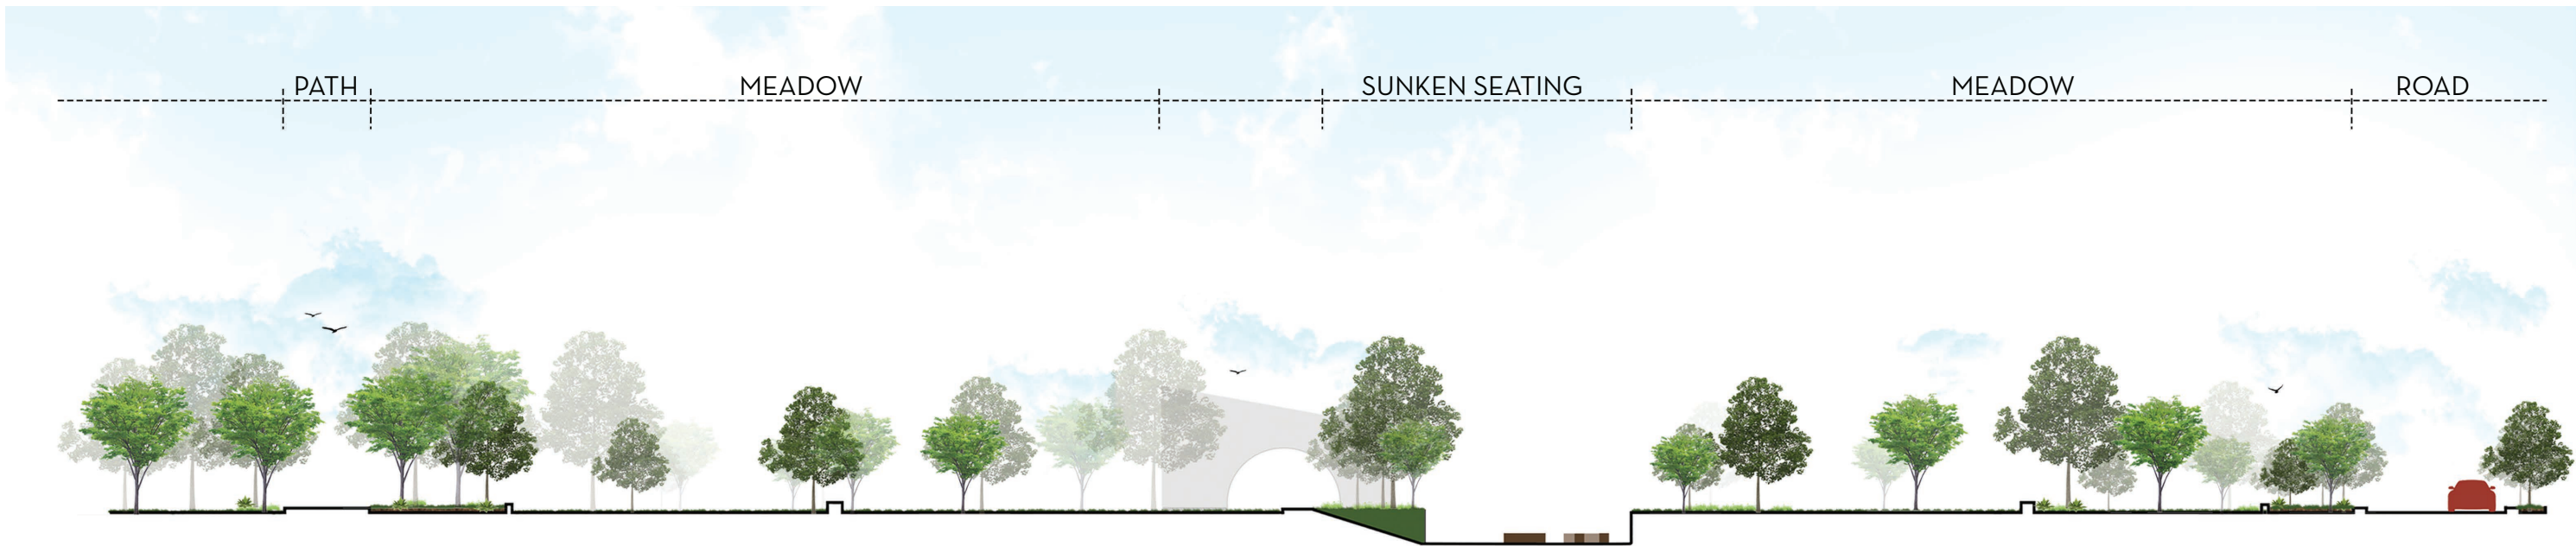 PATH
MEADOW
SUNKEN SEATING
MEADOW
ROAD